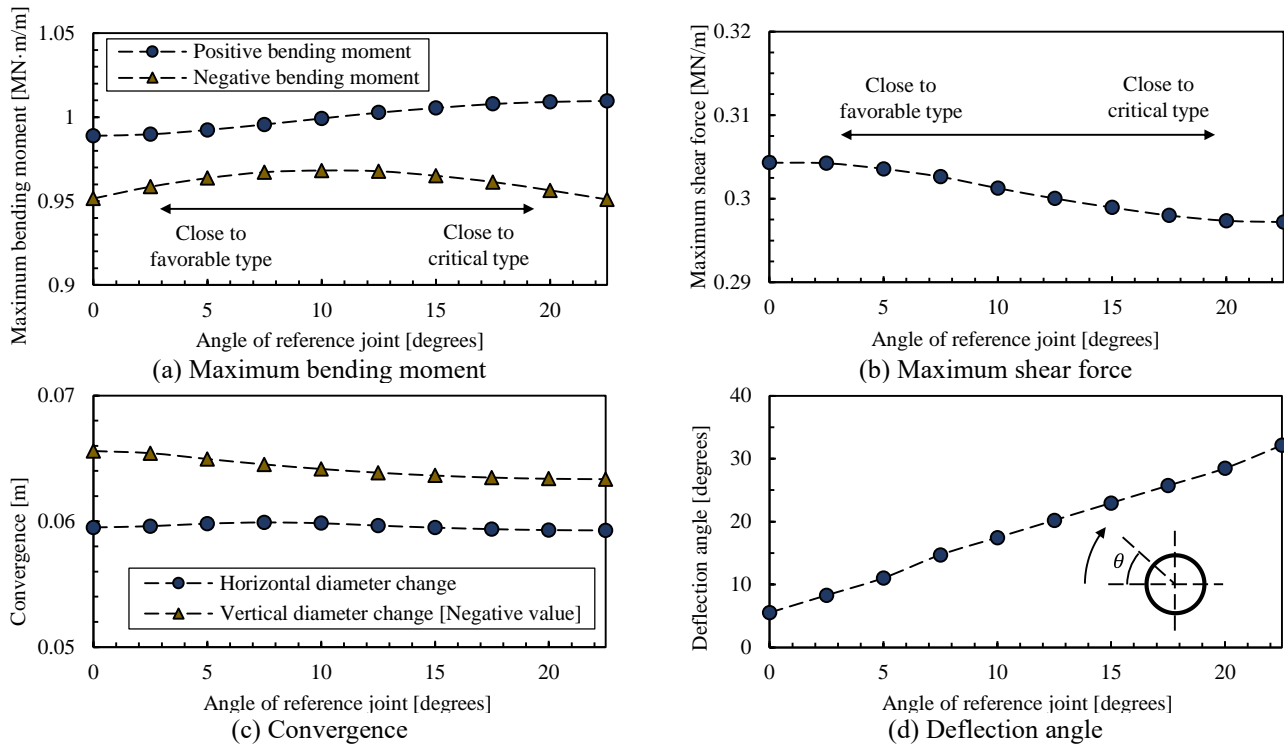 Maximum bending moment [MN·m/m]
1.05
1
0.95
0.9
Positive bending moment
Negative bending moment
Close to
favorable type
Close to
critical type
0 5 10 15 20
Angle of reference joint [degrees]
(a) Maximum bending moment
Maximum shear force [MN/m]
0.32
0.31
0.3
0.29
Close to
favorable type
Close to
critical type
0 5 10 15 20
Angle of reference joint [degrees]
(b) Maximum shear force
Convergence [m]
0.07
0.06
0.05
Horizontal diameter change
Vertical diameter change [Negative value]
0 5 10 15 20
Angle of reference joint [degrees]
(c) Convergence
Deflection angle [degrees]
40
30
20
10
0
θ
0 5 10 15 20
Angle of reference joint [degrees]
(d) Deflection angle